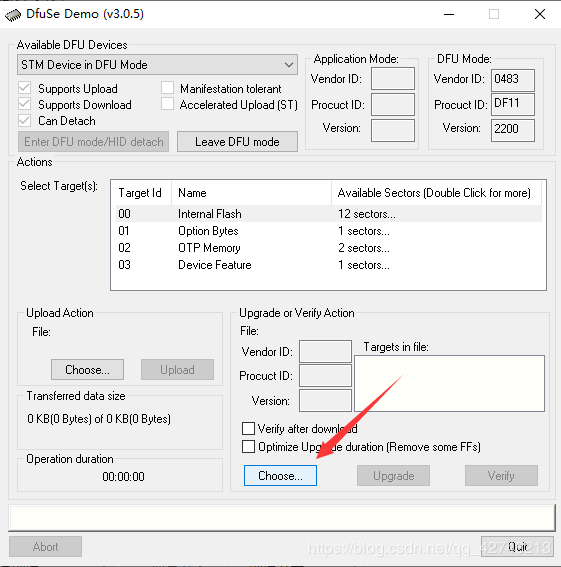 DfuSe Demo (v3.0.5)
Available DFU Devices
STM Device in DFU Mode
Supports Upload
Manifestation tolerant
Supports Download
Accelerated Upload (ST)
Can Detach
Enter DFU mode/HID detach
Leave DFU mode
Application Mode:
Vendor ID:
Procuct ID:
Version:
DFU Mode:
Vendor ID: 0483
Procuct ID: DF11
Version: 2200
Actions
Select Target(s):
Target Id Name Available Sectors (Double Click for more)
00 Internal Flash 12 sectors...
01 Option Bytes 1 sectors...
02 OTP Memory 2 sectors...
03 Device Feature 1 sectors...
Upload Action
File:
Choose... Upload
Transferred data size
0 KB(0 Bytes) of 0 KB(0 Bytes)
Operation duration
00:00:00
Upgrade or Verify Action
File:
Vendor ID:
Procuct ID:
Version:
Targets in file:
Verify after download
Optimize Upgrade duration (Remove some FFs)
Choose... Upgrade Verify
Abort
Quit